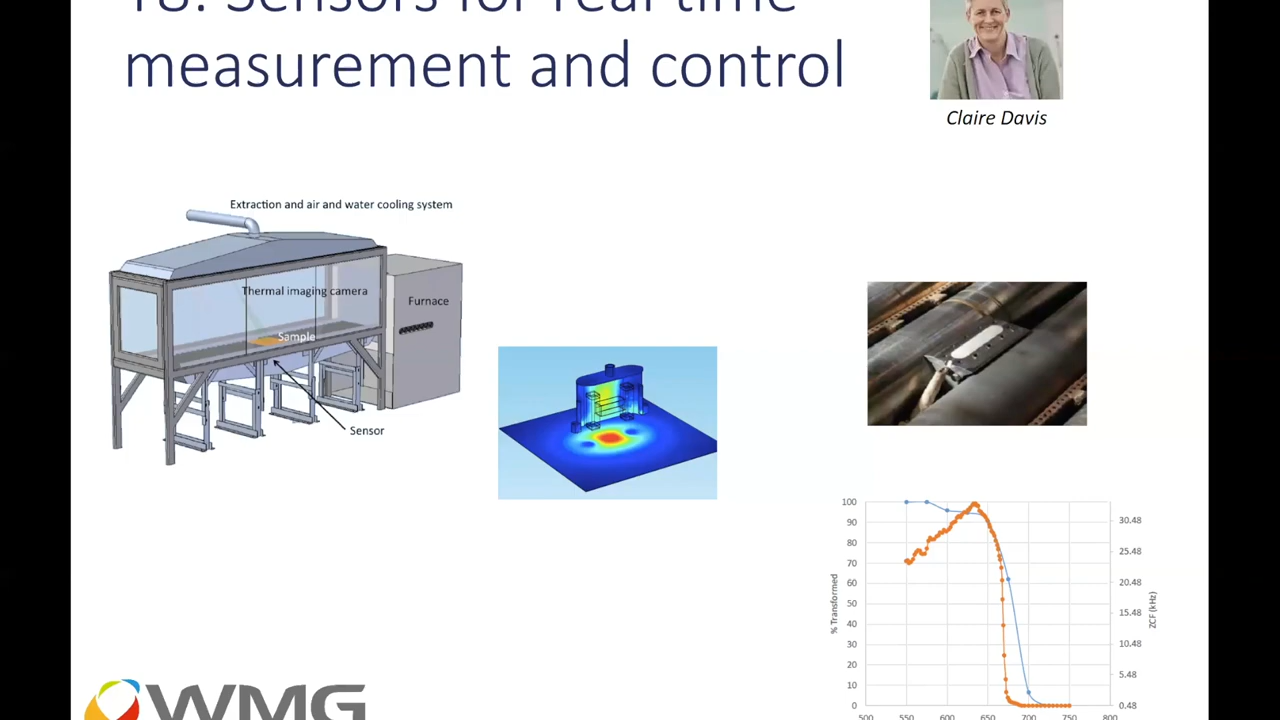 measurement and control
Claire Davis
Extraction and air and water cooling system
Thermal imaging camera
Furnace
Sample
Sensor
WMG
100
90
80
70
60
50
40
30
20
10
0
% Transformed
30.48
25.48
20.48
15.48
10.48
5.48
0.48
ZCF (kHz)
500 550 600 650 700 750 800